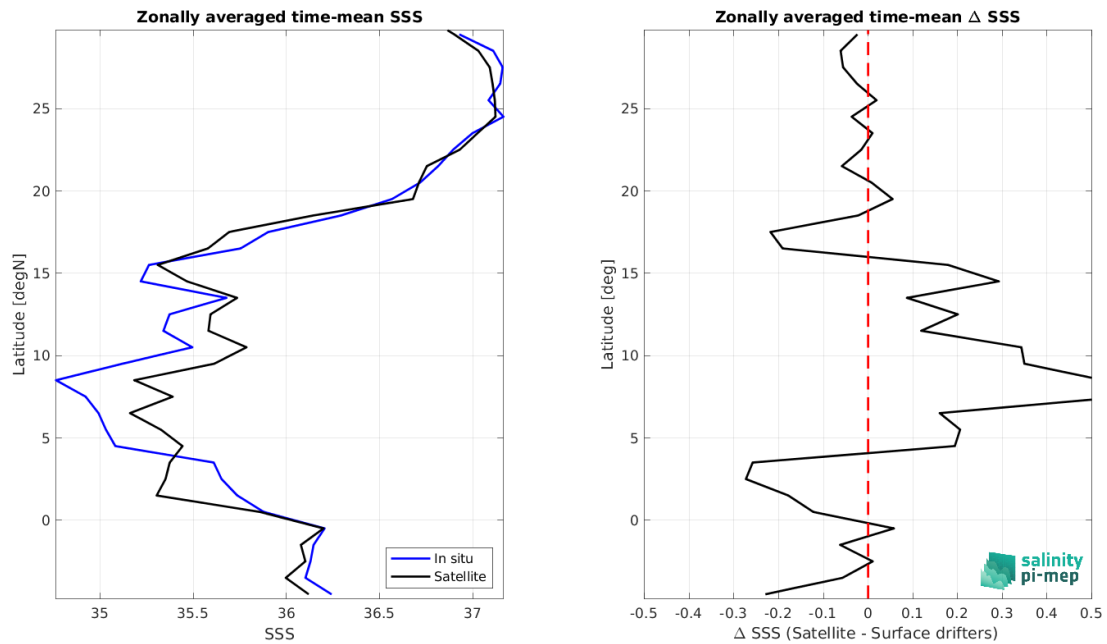 Zonally averaged time-mean SSS
Latitude [degN]
25
20
15
10
5
0
35
35.5
36
36.5
37
SSS
In situ
Satellite
Zonally averaged time-mean Δ SSS
Latitude [deg]
25
20
15
10
5
0
-0.5
-0.4
-0.3
-0.2
-0.1
0
0.1
0.2
0.3
0.4
0.5
Δ SSS (Satellite - Surface drifters)
salinity
pi-mep